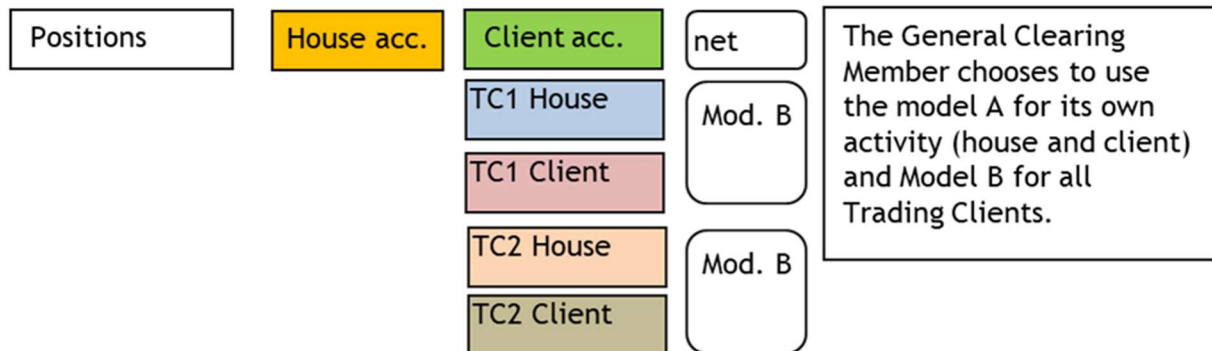 Positions
House acc.
Client acc.
net
TC1 House
Mod. B
TC1 Client
TC2 House
Mod. B
TC2 Client
The General Clearing
Member chooses to use
the model A for its own
activity (house and client)
and Model B for all
Trading Clients.